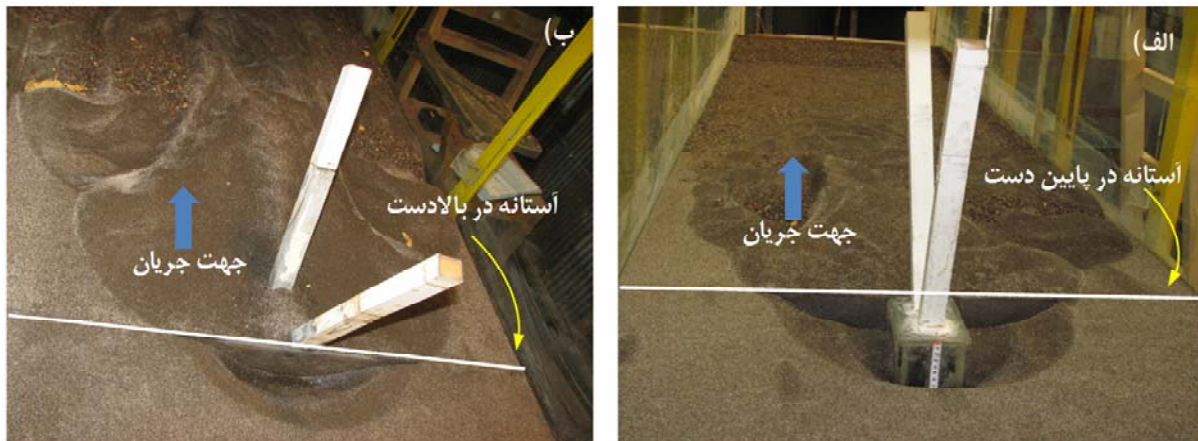 الف)
آستانه در پایین دست
جهت جریان
ب)
آستانه در بالادست
جهت جریان